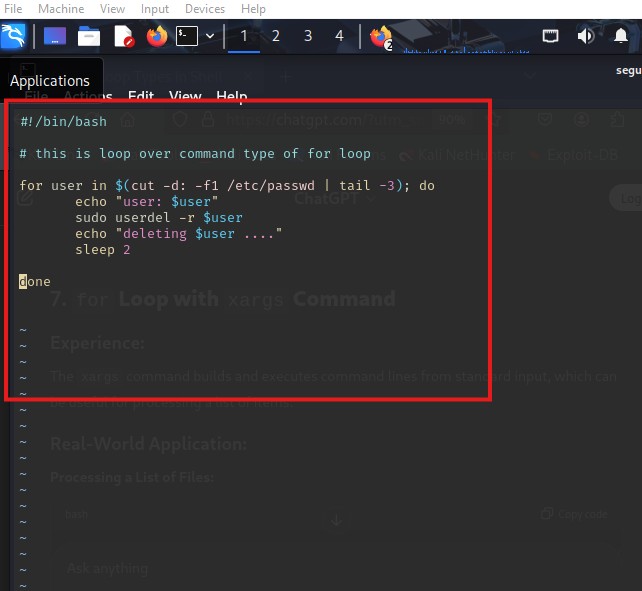 File Machine View Input Devices Help
1 2 3 4 2
segu
Applications
File Actions Edit View Help
#!/bin/bash
https://chatgpt.com/ 90%
# this is loop over command type of for loop
Kali NetHunter Exploit-DB
for user in $(cut -d: -f1 /etc/passwd | tail -3); do
ChatGPT
echo "user: $user"
sudo userdel -r $user
echo "deleting $user ...."
sleep 2
done
7. for Loop with xargs Command
~
~
Experience:
~
~
The xargs command builds and executes command lines from standard input, which can
~
be useful for processing a list of items.
~
~
Real-World Application:
~
~
Processing a List of Files:
~
~
bash Copy code
~
~
~
~
Ask anything
~
~